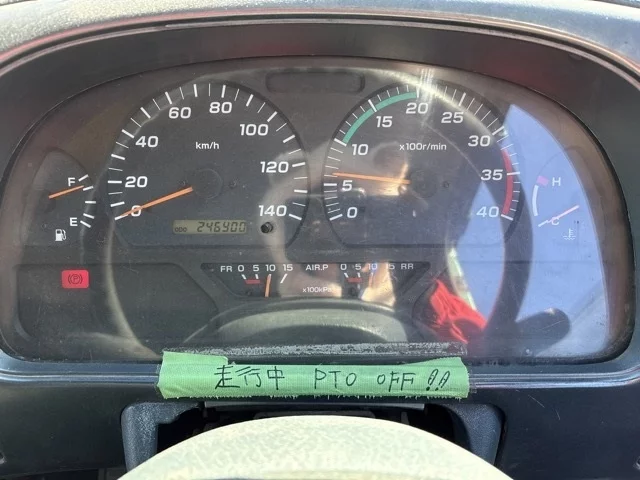 60 80
40 100
km/h
20 120
0 140
ODO 246900
15 20 25
10 30
x100r/min
5 35
0 40
F
E
H
C
FR 0 5 10 15 AIR.P 0 5 10 15 RR
x100kPa
走行中 PTO OFF!!